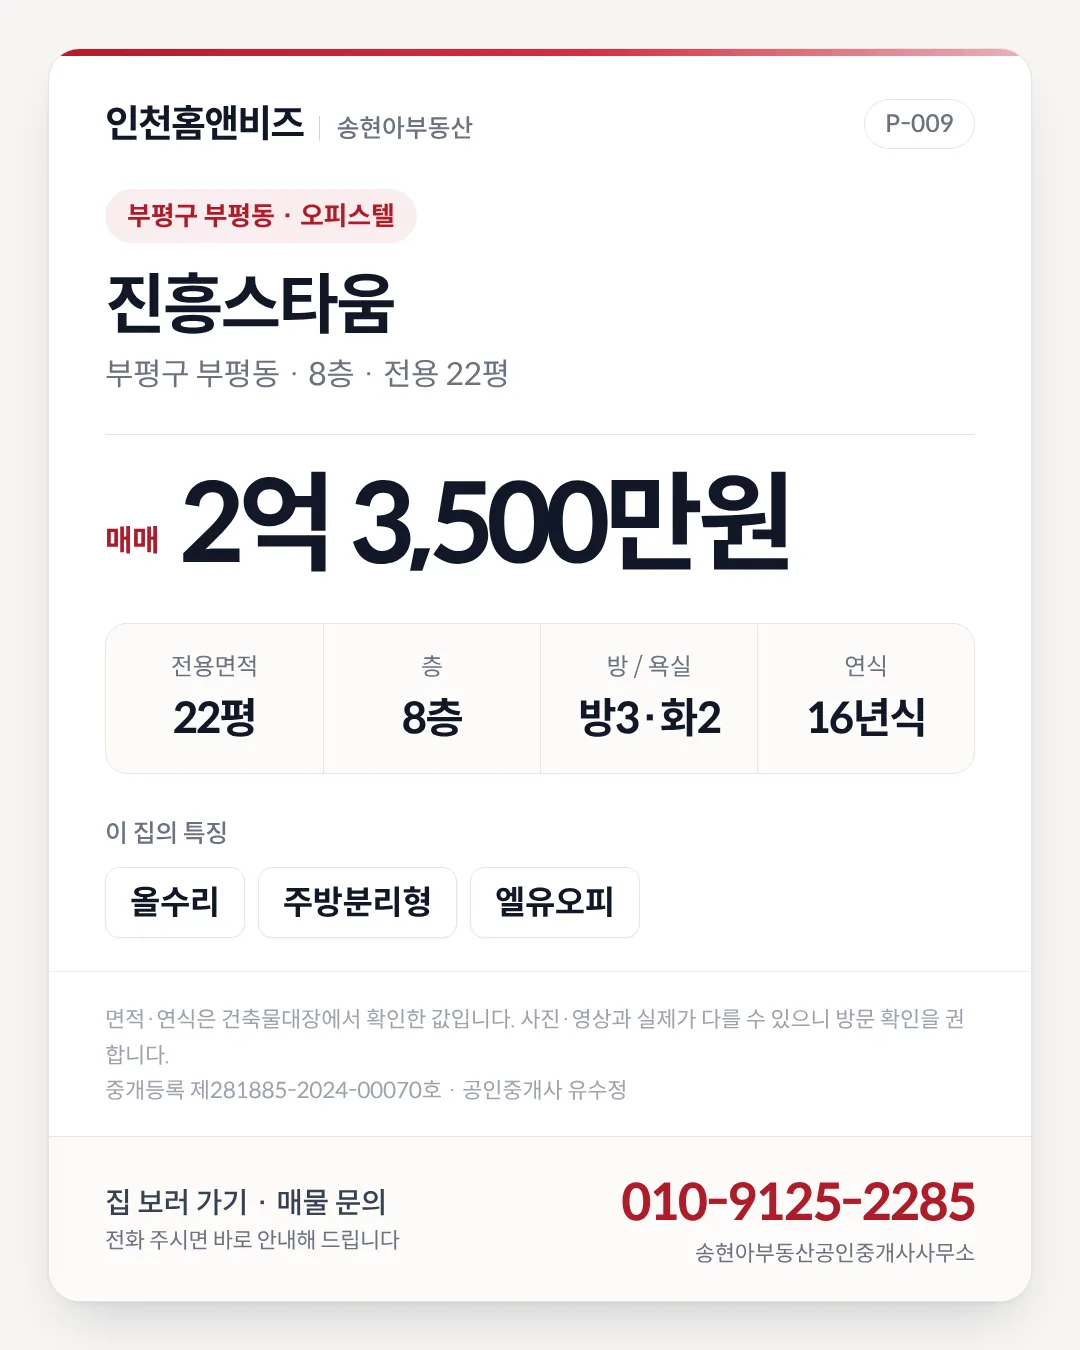 인천홈앤비즈 | 송현아부동산
P-009
부평구 부평동 · 오피스텔
진흥스타움
부평구 부평동 · 8층 · 전용 22평
매매 2억 3,500만원
전용면적 층 방 / 욕실 연식
22평 8층 방3·화2 16년식
이 집의 특징
올수리 주방분리형 엘유오피
면적·연식은 건축물대장에서 확인한 값입니다. 사진·영상과 실제가 다를 수 있으니 방문 확인을 권
합니다.
중개등록 제281885-2024-00070호 · 공인중개사 유수정
집 보러 가기 · 매물 문의
전화 주시면 바로 안내해 드립니다
010-9125-2285
송현아부동산공인중개사사무소